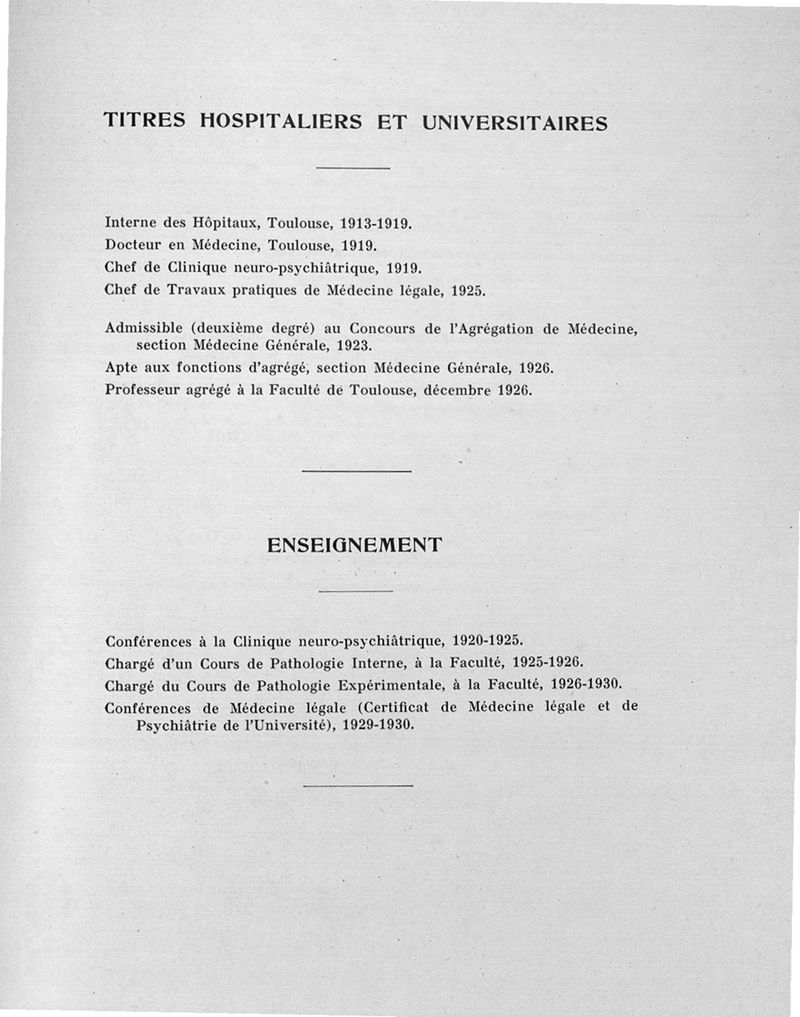 TITRES HOSPITALIERS ET UNIVERSITAIRES
Interne des Hôpitaux, Toulouse, 1913-1919.
Docteur en Médecine, Toulouse, 1919.
Chef de Clinique neuro-psychiâtrique, 1919.
Chef de Travaux pratiques de Médecine légale, 1925.
Admissible (deuxième degré) au Concours de l'Agrégation de Médecine,
section Médecine Générale, 1923.
Apte aux fonctions d'agrégé, section Médecine Générale, 1926.
Professeur agrégé à la Faculté de Toulouse, décembre 1926.
ENSEIGNEMENT
Conférences à la Clinique neuro-psychiâtrique, 1920-1925.
Chargé d'un Cours de Pathologie Interne, à la Faculté, 1925-1926.
Chargé du Cours de Pathologie Expérimentale, à la Faculté, 1926-1930.
Conférences de Médecine légale (Certificat de Médecine légale et de
Psychiâtrie de l'Université), 1929-1930.